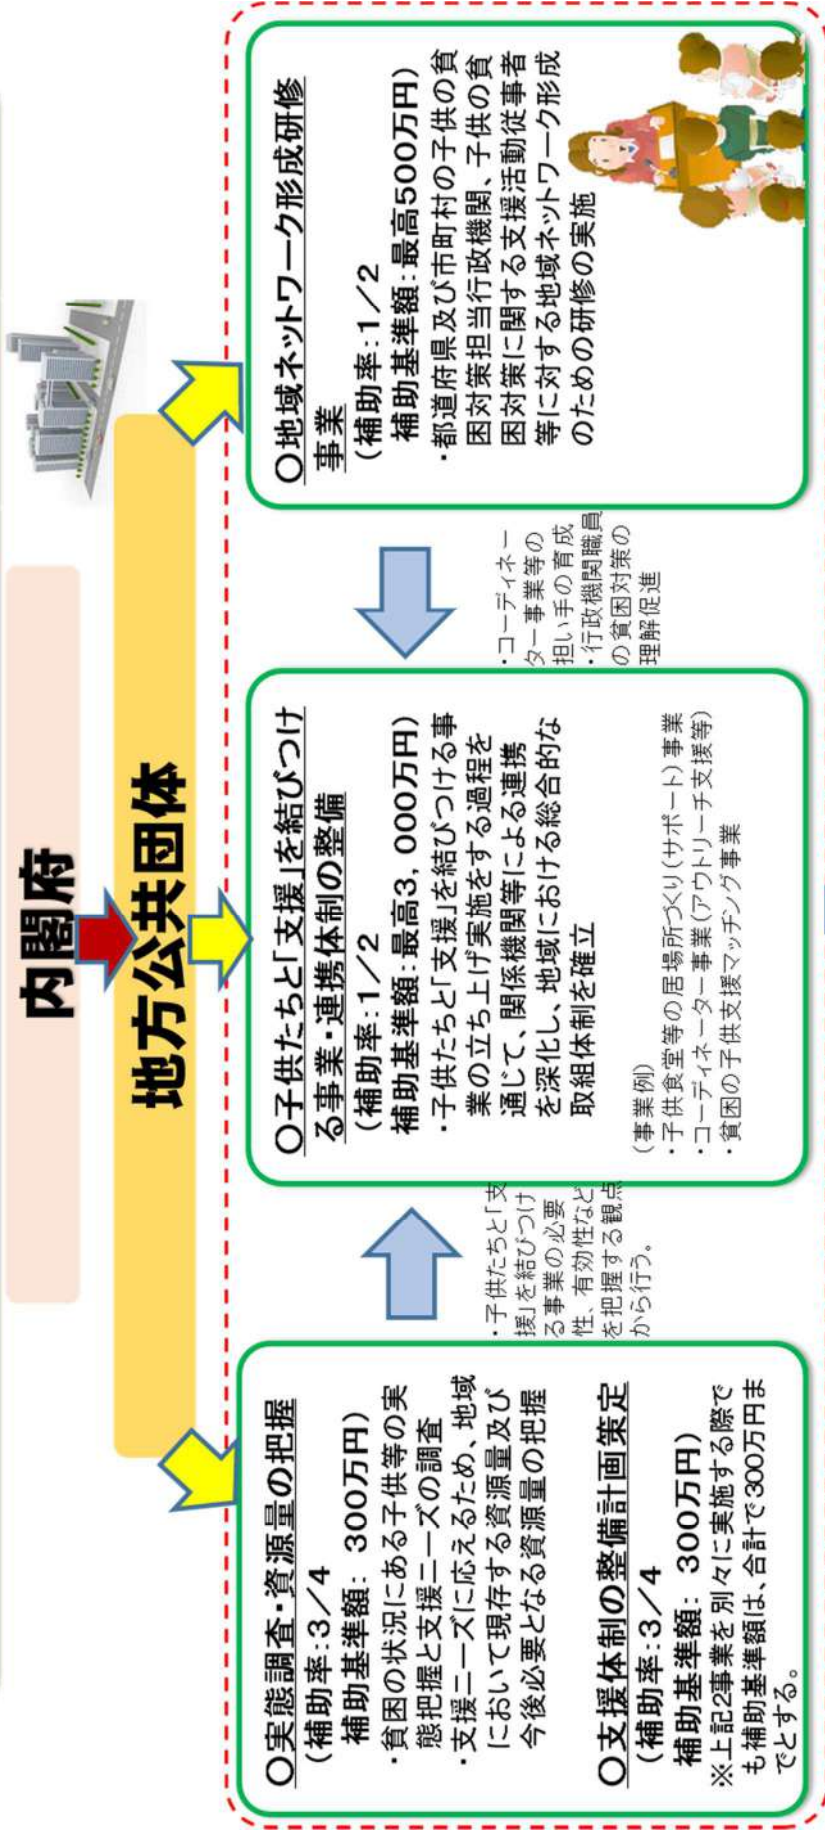 内閣府
地方公共団体
〇実態調査・資源量の把握
(補助率:3/4
補助基準額: 300万円)
・貧困の状況にある子供等の実
態把握と支援ニーズの調査
・支援ニーズに応えるため、地域
において現存する資源量及び
今後必要となる資源量の把握
〇支援体制の整備計画策定
(補助率:3/4
補助基準額: 300万円)
※上記2事業を別々に実施する際で
も補助基準額は、合計で300万円ま
でとする。
・子供たちと「支
援」を結びつけ
る事業の必要
性、有効性など
を把握する観点
から行う。
〇子供たちと「支援」を結びつけ
る事業・連携体制の整備
(補助率:1/2
補助基準額:最高3,000万円)
・子供たちと「支援」を結びつける事
業の立ち上げ実施をする過程を
通じて、関係機関等による連携
を深化し、地域における総合的な
取組体制を確立
(事業例)
・子供食堂等の居場所づくり(サポート)事業
・コーディネーター事業(アウトリーチ支援等)
・貧困の子供支援マッチング事業
・コーディネー
ター事業等の
担い手の育成
・行政機関職員
の貧困対策の
理解促進
〇地域ネットワーク形成研修
事業
(補助率:1/2
補助基準額:最高500万円)
・都道府県及び市町村の子供の貧
困対策担当行政機関、子供の貧
困対策に関する支援活動従事者
等に対する地域ネットワーク形成
のための研修の実施